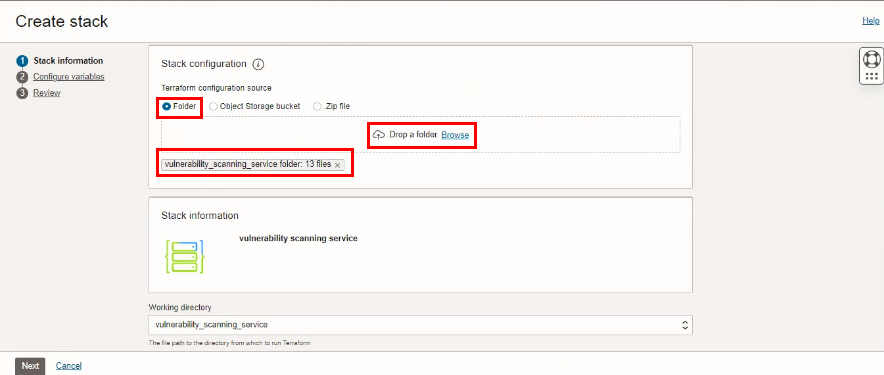 Create stack
Help
1 Stack information
2 Configure variables
3 Review
Stack configuration i
Terraform configuration source
Folder
Object Storage bucket
.Zip file
Drop a folder Browse
vulnerability_scanning_service folder: 13 files ×
Stack information
vulnerability scanning service
Working directory
vulnerability_scanning_service
The file path to the directory from which to run Terraform
Next
Cancel